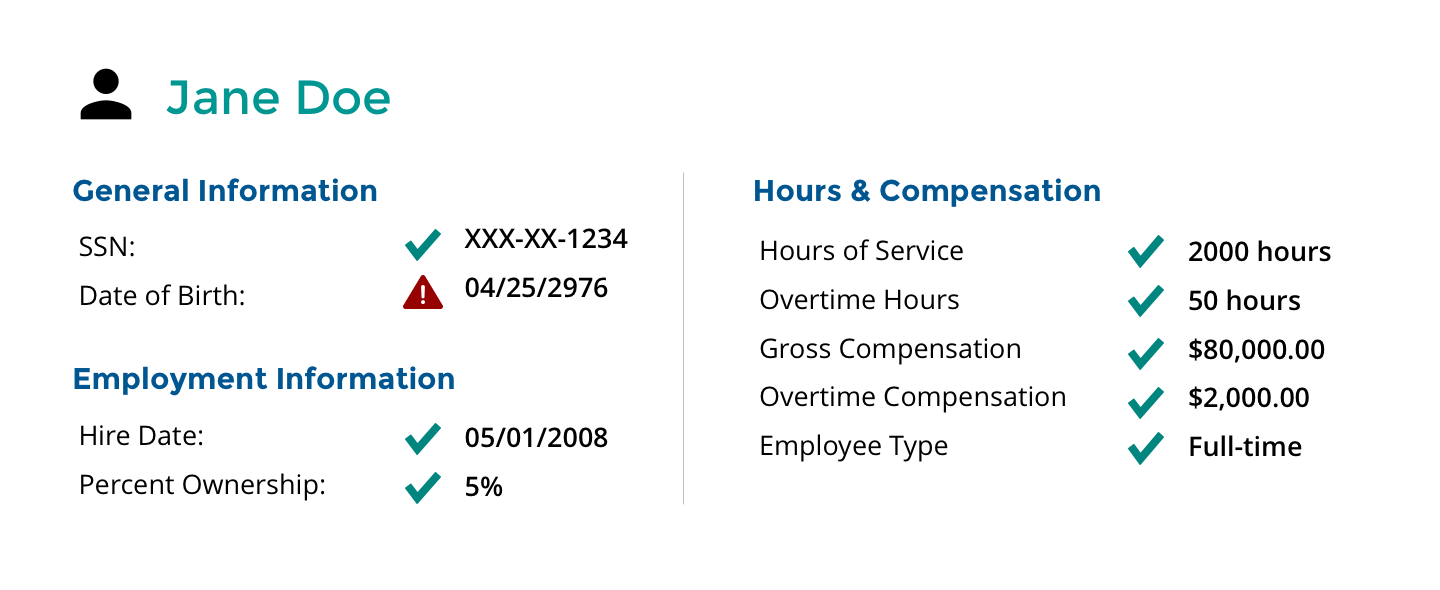 Jane Doe
General Information
SSN: XXX-XX-1234
Date of Birth: 04/25/2976
Employment Information
Hire Date: 05/01/2008
Percent Ownership: 5%
Hours & Compensation
Hours of Service 2000 hours
Overtime Hours 50 hours
Gross Compensation $80,000.00
Overtime Compensation $2,000.00
Employee Type Full-time